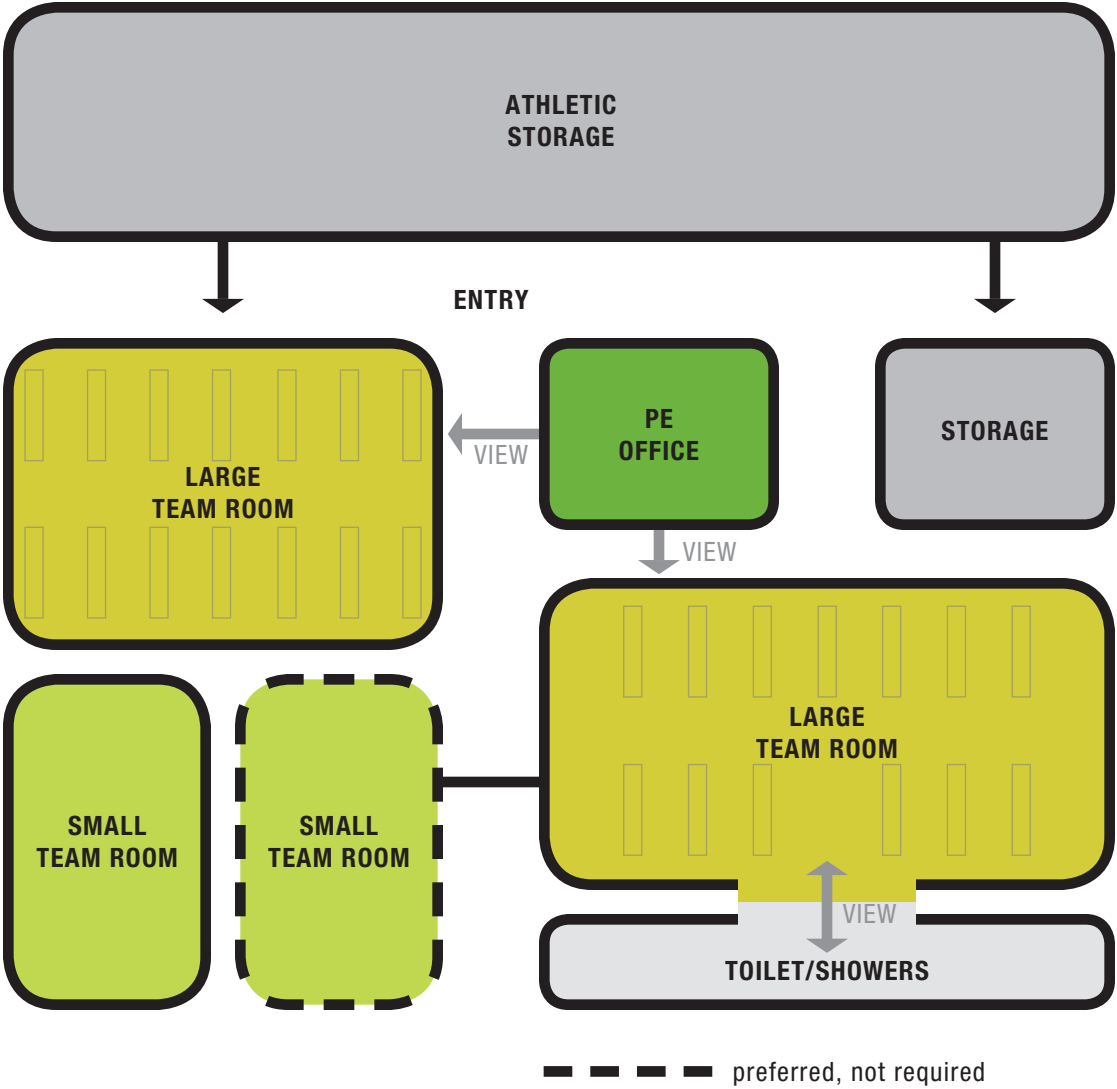 ATHLETIC
STORAGE
ENTRY
LARGE
TEAM ROOM
VIEW
PE
OFFICE
STORAGE
VIEW
LARGE
TEAM ROOM
SMALL
TEAM ROOM
SMALL
TEAM ROOM
VIEW
TOILET/SHOWERS
preferred, not required